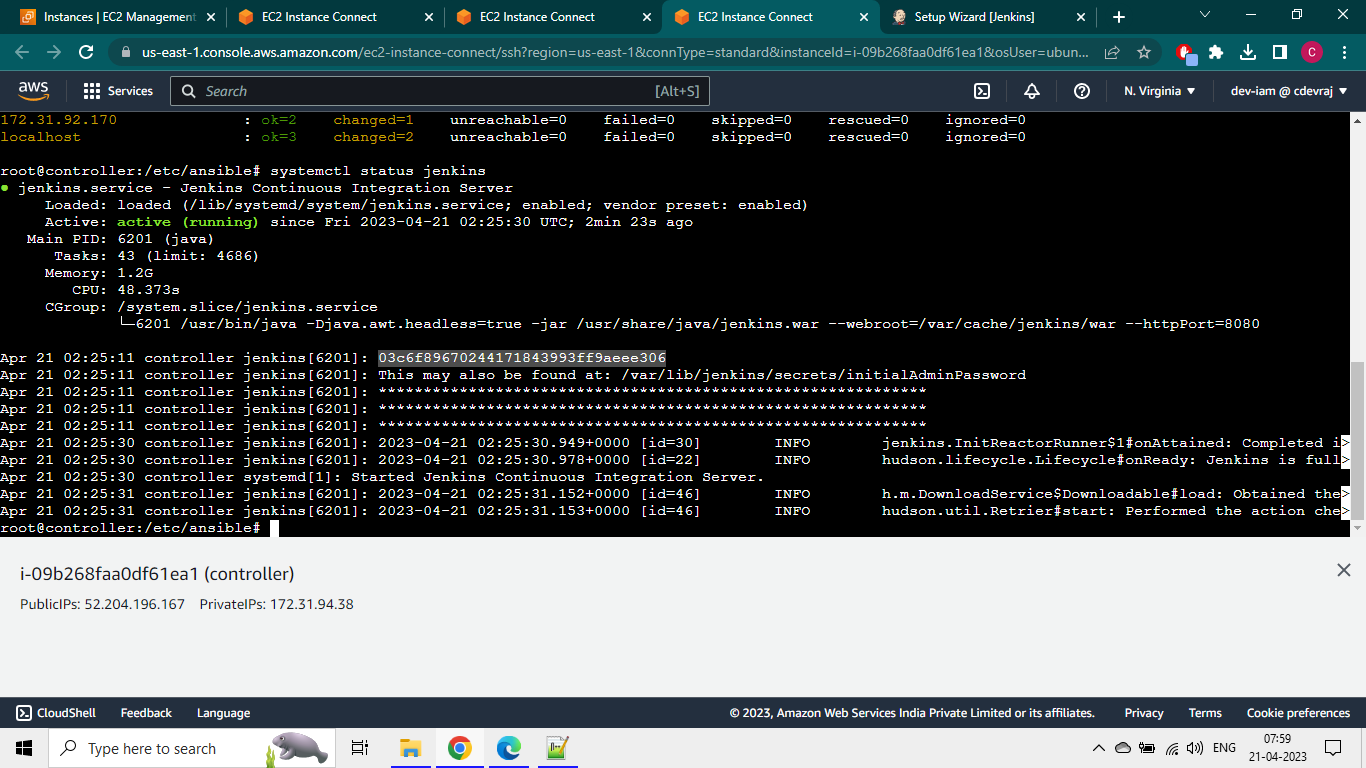 Instances | EC2 Management
EC2 Instance Connect
EC2 Instance Connect
EC2 Instance Connect
Setup Wizard [Jenkins]
us-east-1.console.aws.amazon.com/ec2-instance-connect/ssh?region=us-east-1&connType=standard&instanceId=i-09b268faa0df61ea1&osUser=ubun...
C
aws
Services
Search
[Alt+S]
N. Virginia
dev-iam @ cdevraj
172.31.92.170 : ok=2 changed=1 unreachable=0 failed=0 skipped=0 rescued=0 ignored=0
localhost : ok=3 changed=2 unreachable=0 failed=0 skipped=0 rescued=0 ignored=0
root@controller:/etc/ansible# systemctl status jenkins
● jenkins.service - Jenkins Continuous Integration Server
Loaded: loaded (/lib/systemd/system/jenkins.service; enabled; vendor preset: enabled)
Active: active (running) since Fri 2023-04-21 02:25:30 UTC; 2min 23s ago
Main PID: 6201 (java)
Tasks: 43 (limit: 4686)
Memory: 1.2G
CPU: 48.373s
CGroup: /system.slice/jenkins.service
└─6201 /usr/bin/java -Djava.awt.headless=true -jar /usr/share/java/jenkins.war --webroot=/var/cache/jenkins/war --httpPort=8080
Apr 21 02:25:11 controller jenkins[6201]: 03c6f89670244171843993ff9aeee306
Apr 21 02:25:11 controller jenkins[6201]: This may also be found at: /var/lib/jenkins/secrets/initialAdminPassword
Apr 21 02:25:11 controller jenkins[6201]: *************************************************************
Apr 21 02:25:11 controller jenkins[6201]: *************************************************************
Apr 21 02:25:11 controller jenkins[6201]: *************************************************************
Apr 21 02:25:30 controller jenkins[6201]: 2023-04-21 02:25:30.949+0000 [id=30] INFO jenkins.InitReactorRunner$1#onAttained: Completed i>
Apr 21 02:25:30 controller jenkins[6201]: 2023-04-21 02:25:30.978+0000 [id=22] INFO hudson.lifecycle.Lifecycle#onReady: Jenkins is full>
Apr 21 02:25:30 controller systemd[1]: Started Jenkins Continuous Integration Server.
Apr 21 02:25:31 controller jenkins[6201]: 2023-04-21 02:25:31.152+0000 [id=46] INFO h.m.DownloadService$Downloadable#load: Obtained the>
Apr 21 02:25:31 controller jenkins[6201]: 2023-04-21 02:25:31.153+0000 [id=46] INFO hudson.util.Retrier#start: Performed the action che>
root@controller:/etc/ansible#
i-09b268faa0df61ea1 (controller)
PublicIPs: 52.204.196.167 PrivateIPs: 172.31.94.38
CloudShell
Feedback
Language
© 2023, Amazon Web Services India Private Limited or its affiliates.
Privacy
Terms
Cookie preferences
Type here to search
ENG
07:59
21-04-2023